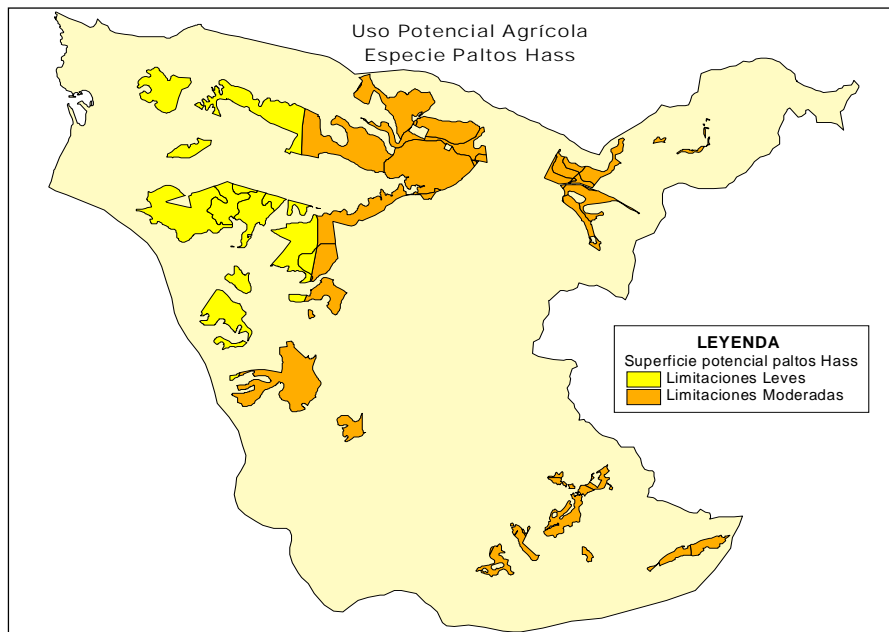 Uso Potencial Agrícola
Especie Paltos Hass
LEYENDA
Superficie potencial paltos Hass
Limitaciones Leves
Limitaciones Moderadas